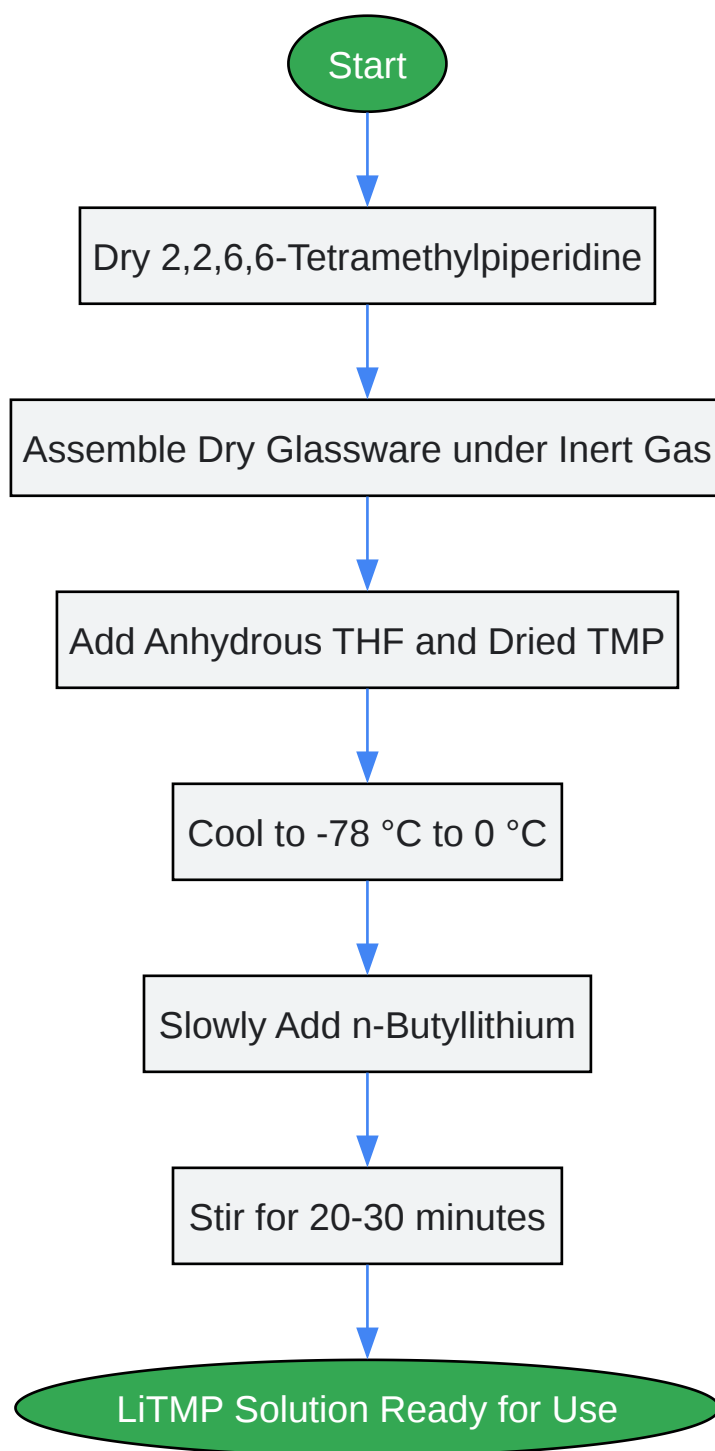 Start
Dry 2,2,6,6-Tetramethylpiperidine
Assemble Dry Glassware under Inert Gas
Add Anhydrous THF and Dried TMP
Cool to -78 °C to 0 °C
Slowly Add n-Butyllithium
Stir for 20-30 minutes
LiTMP Solution Ready for Use